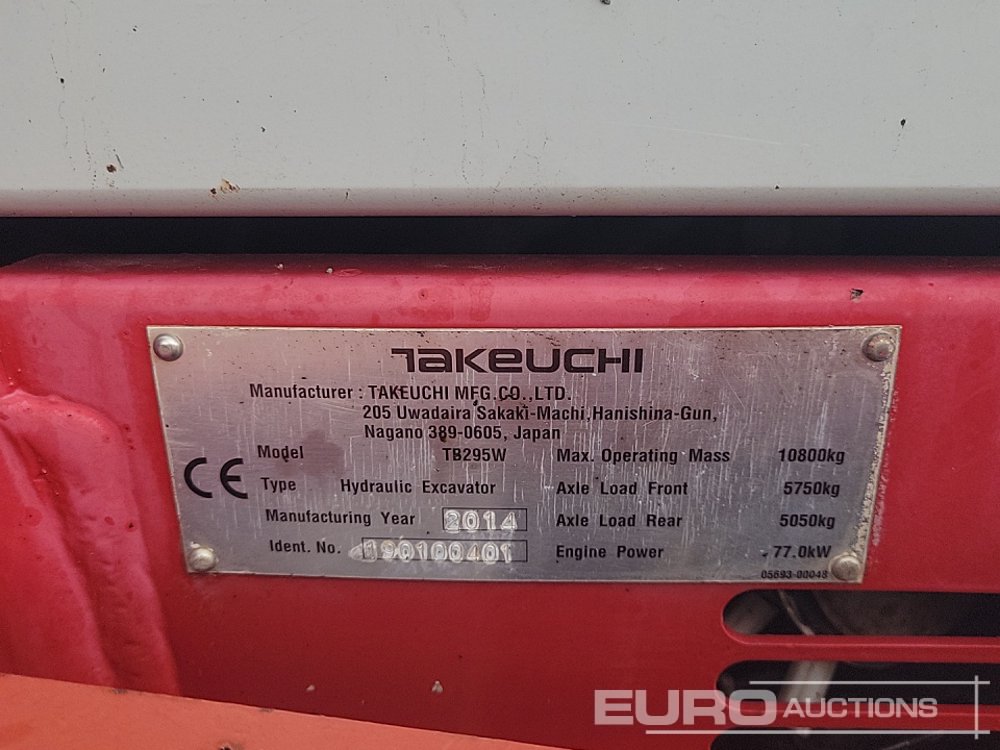 TAKEUCHI
Manufacturer : TAKEUCHI MFG.CO.,LTD.
205 Uwadaira Sakaki-Machi,Hanishina-Gun,
Nagano 389-0605, Japan
Model TB295W Max. Operating Mass 10800kg
CE Type Hydraulic Excavator Axle Load Front 5750kg
Manufacturing Year 2014 Axle Load Rear 5050kg
Ident. No. 190100401 Engine Power 77.0kW
05693-00048
EURO AUCTIONS